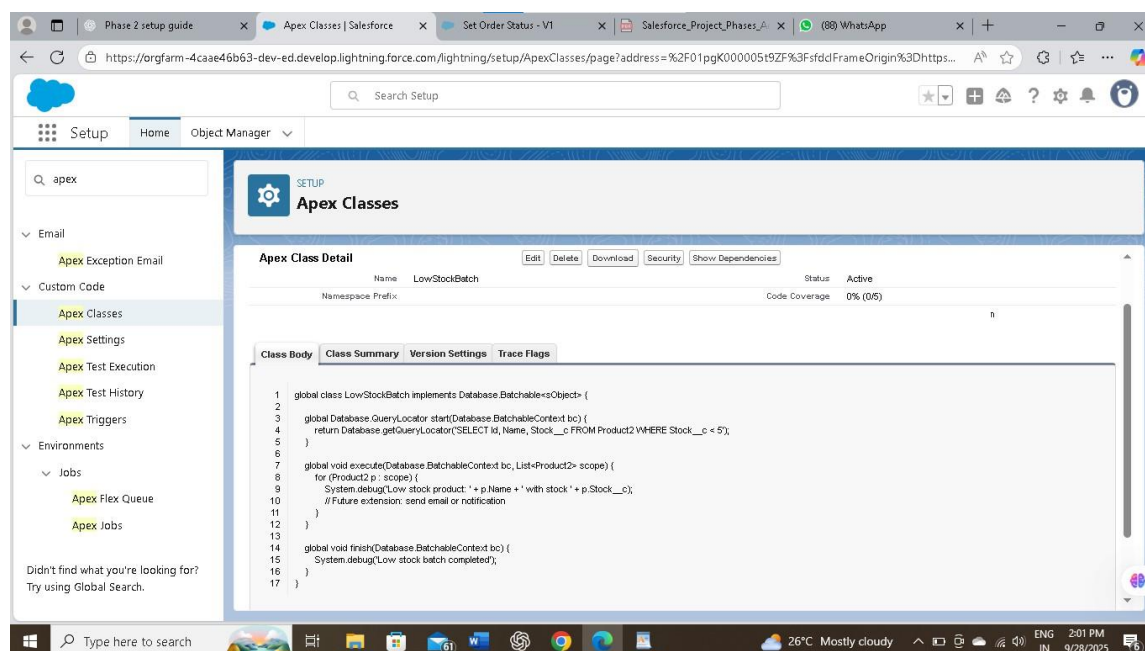 Phase 2 setup guide
Apex Classes | Salesforce
Set Order Status - V1
Salesforce_Project_Phases_A
(88) WhatsApp
https://orgfarm-4caae46b63-dev-ed.develop.lightning.force.com/lightning/setup/ApexClasses/page?address=%2F01pgK000005t9ZF%3FsfdcIFrameOrigin%3Dhttps...
Search Setup
Setup
Home
Object Manager
apex
Email
Apex Exception Email
Custom Code
Apex Classes
Apex Settings
Apex Test Execution
Apex Test History
Apex Triggers
Environments
Jobs
Apex Flex Queue
Apex Jobs
Didn't find what you're looking for?
Try using Global Search.
SETUP
Apex Classes
Apex Class Detail
Edit Delete Download Security Show Dependencies
Name LowStockBatch Status Active
Namespace Prefix Code Coverage 0% (0/5)
n
Class Body Class Summary Version Settings Trace Flags
1 global class LowStockBatch implements Database.Batchable<sObject> {
2
3 global Database.QueryLocator start(Database.BatchableContext bc) {
4 return Database.getQueryLocator('SELECT Id, Name, Stock__c FROM Product2 WHERE Stock__c < 5');
5 }
6
7 global void execute(Database.BatchableContext bc, List<Product2> scope) {
8 for (Product2 p : scope) {
9 System.debug('Low stock product: ' + p.Name + ' with stock ' + p.Stock__c);
10 // Future extension: send email or notification
11 }
12 }
13
14 global void finish(Database.BatchableContext bc) {
15 System.debug('Low stock batch completed');
16 }
17 }
Type here to search
61
26°C Mostly cloudy
ENG
IN
2:01 PM
9/28/2025
6